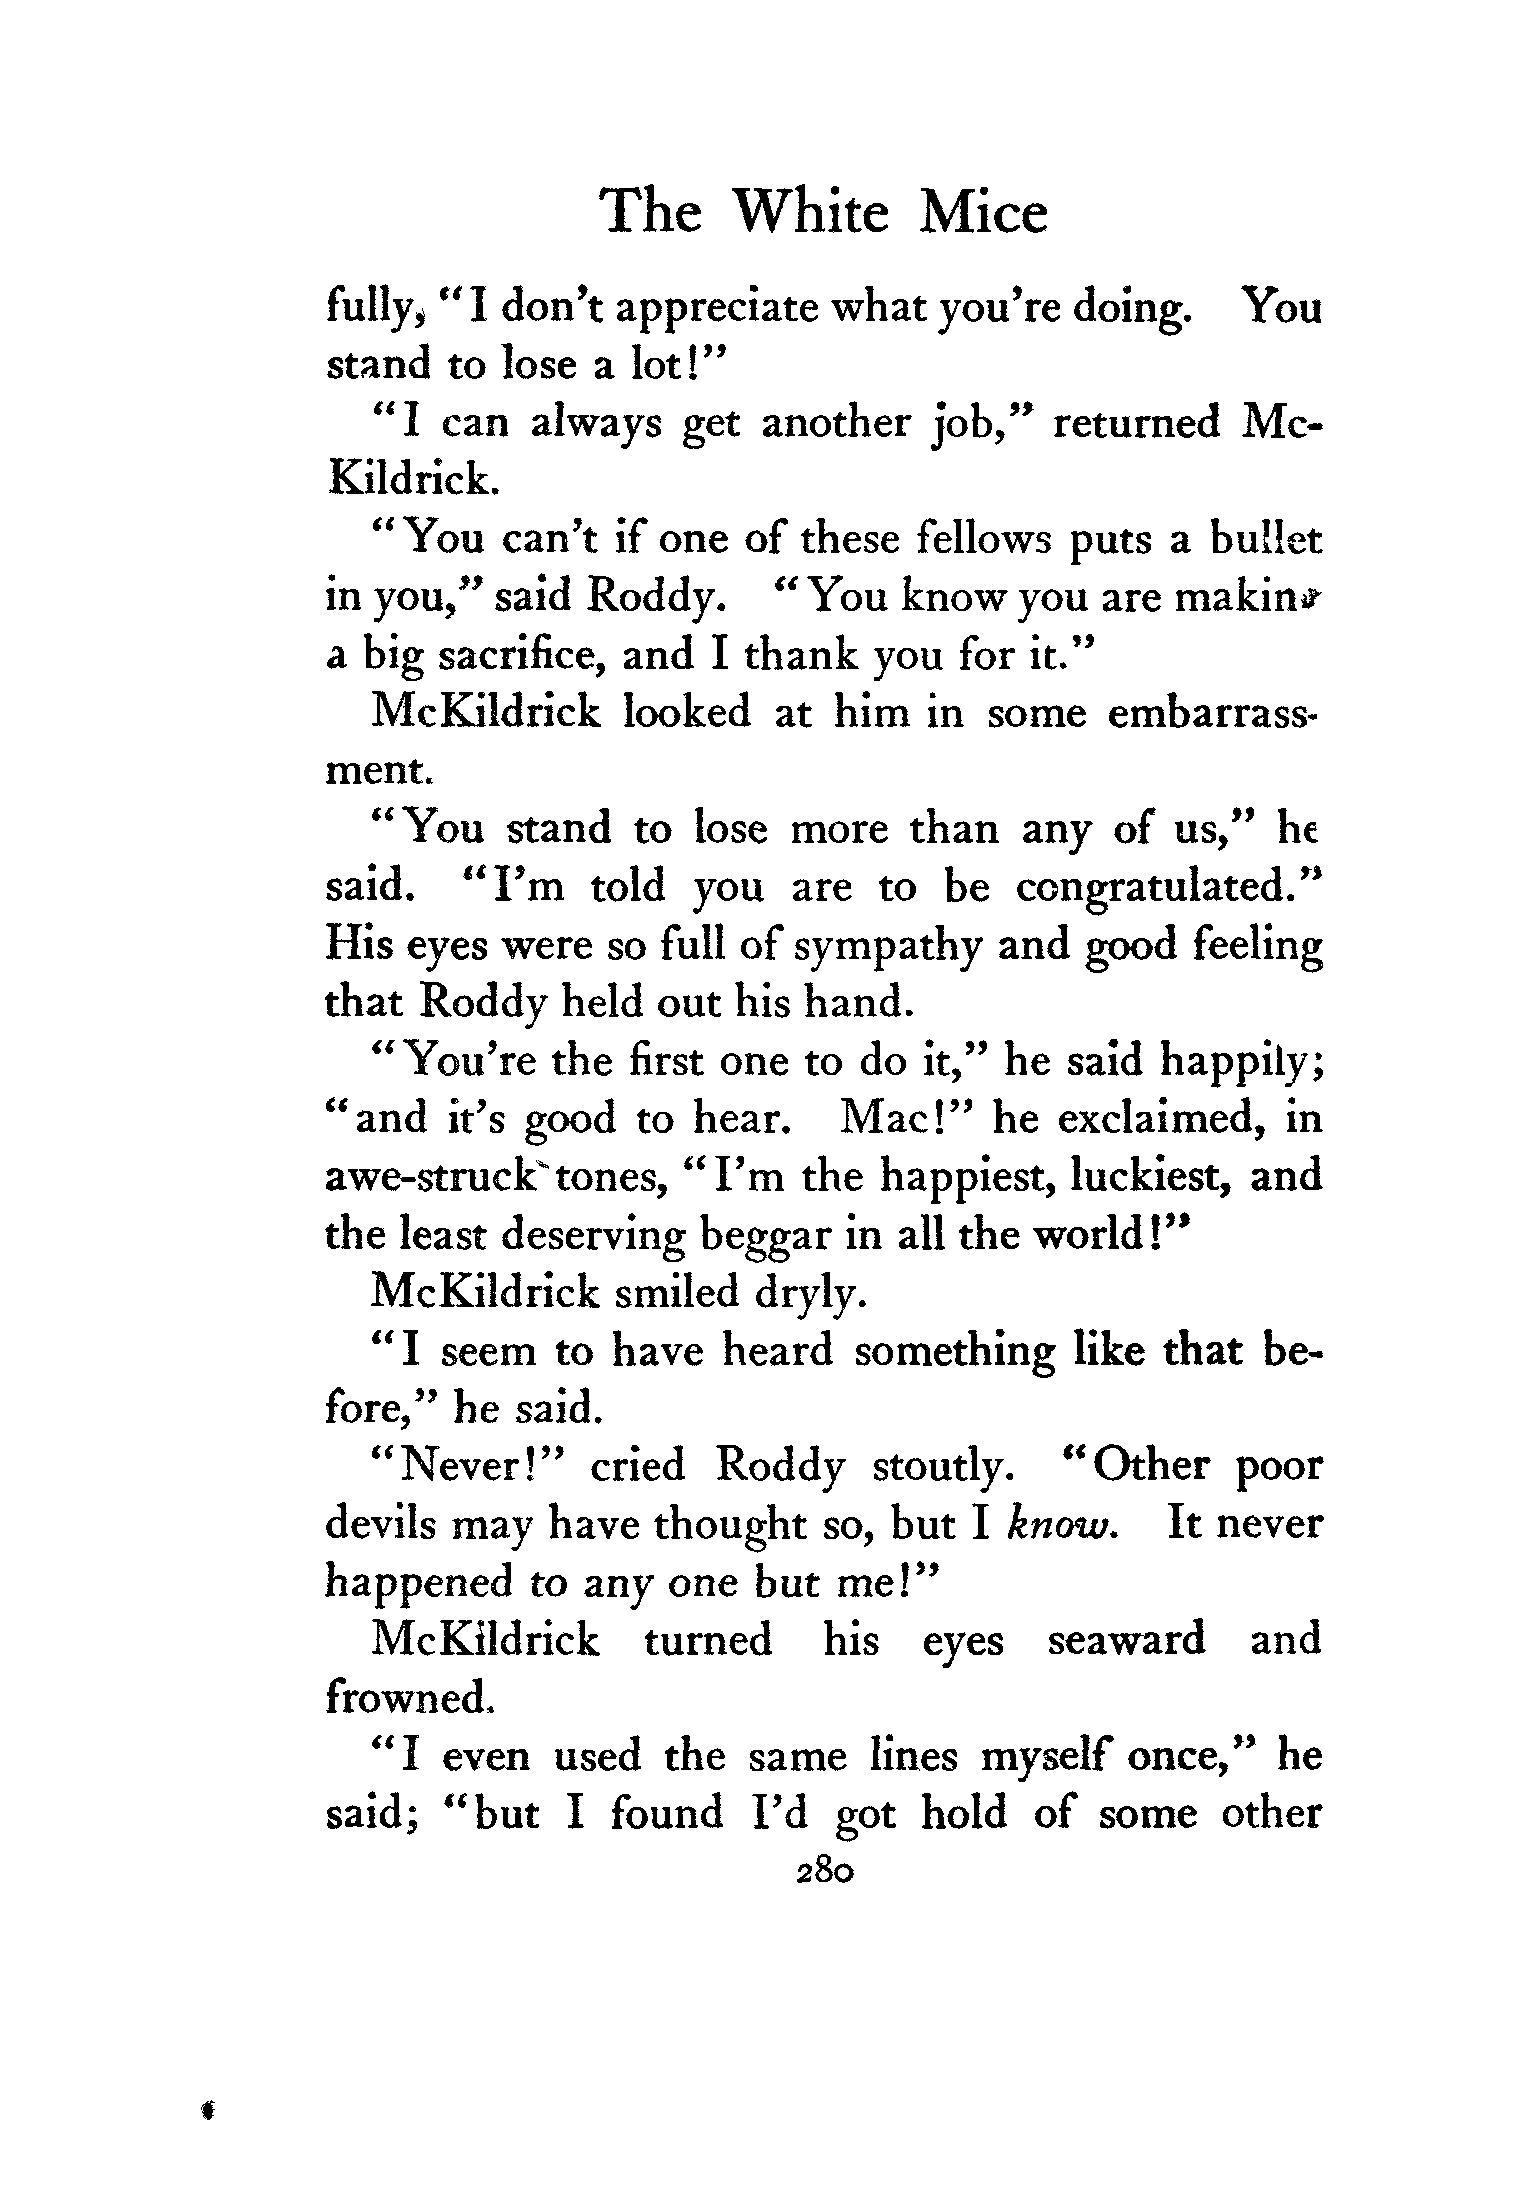 The White Mice
fully, “I don’t appreciate what you’re doing. You
stand to lose a lot!”
“I can always get another job,” returned Mc-
Kildrick.
“You can’t if one of these fellows puts a bullet
in you,” said Roddy. “You know you are making
a big sacrifice, and I thank you for it.”
McKildrick looked at him in some embarrass-
ment.
“You stand to lose more than any of us,” he
said. “I’m told you are to be congratulated.”
His eyes were so full of sympathy and good feeling
that Roddy held out his hand.
“You’re the first one to do it,” he said happily;
“and it’s good to hear. Mac!” he exclaimed, in
awe-struck tones, “I’m the happiest, luckiest, and
the least deserving beggar in all the world!”
McKildrick smiled dryly.
“I seem to have heard something like that be-
fore,” he said.
“Never!” cried Roddy stoutly. “Other poor
devils may have thought so, but I know. It never
happened to any one but me!”
McKildrick turned his eyes seaward and
frowned.
“I even used the same lines myself once,” he
said; “but I found I’d got hold of some other
280